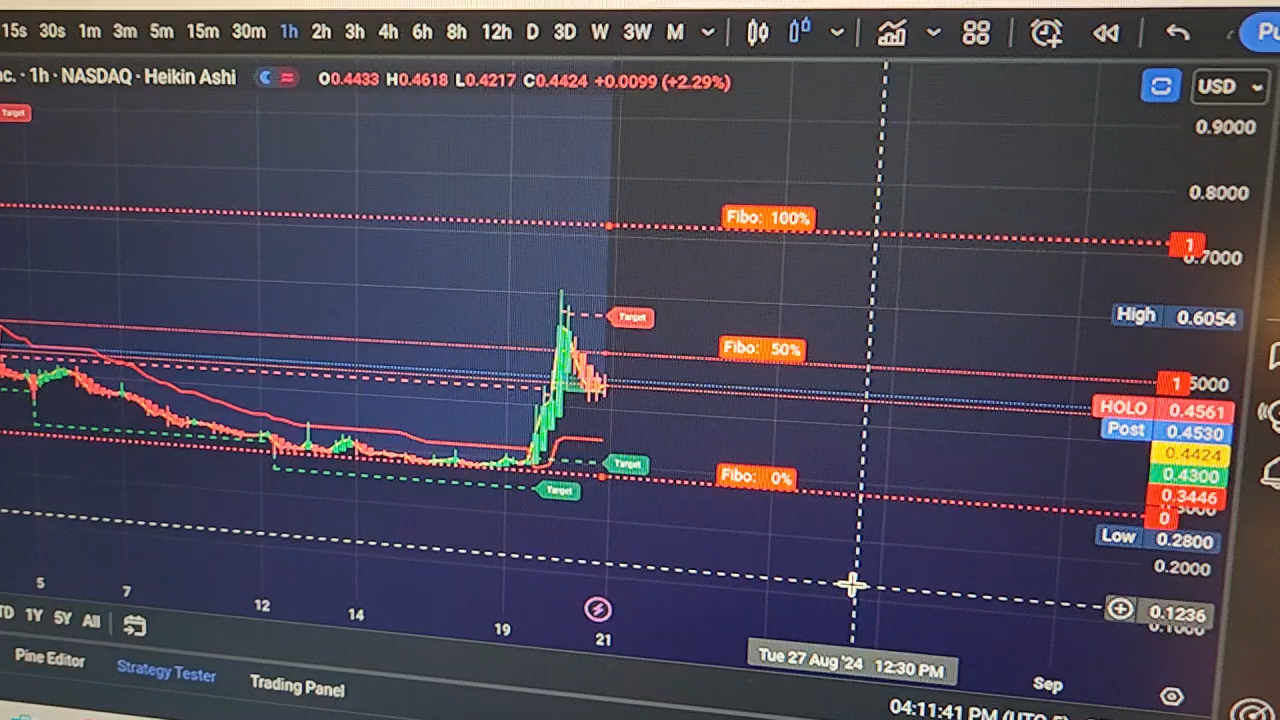 15s 30s 1m 3m 5m 15m 30m 1h 2h 3h 4h 6h 8h 12h D 3D W 3W M
nc. · 1h · NASDAQ · Heikin Ashi O0.4433 H0.4618 L0.4217 C0.4424 +0.0099 (+2.29%)
USD
Target
0.9000
0.8000
Fibo: 100%
1
0.7000
High 0.6054
Target
Fibo: 50%
1
5000
HOLO 0.4561
Post 0.4530
0.4424
0.4300
0.3446
Target
Fibo: 0%
0
Target
Low 0.2800
0.2000
0.1236
0.1000
5 7 12 14 19 21 Sep
Tue 27 Aug '24 12:30 PM
TD 1Y 5Y All
Pine Editor Strategy Tester Trading Panel
04:11:41 PM